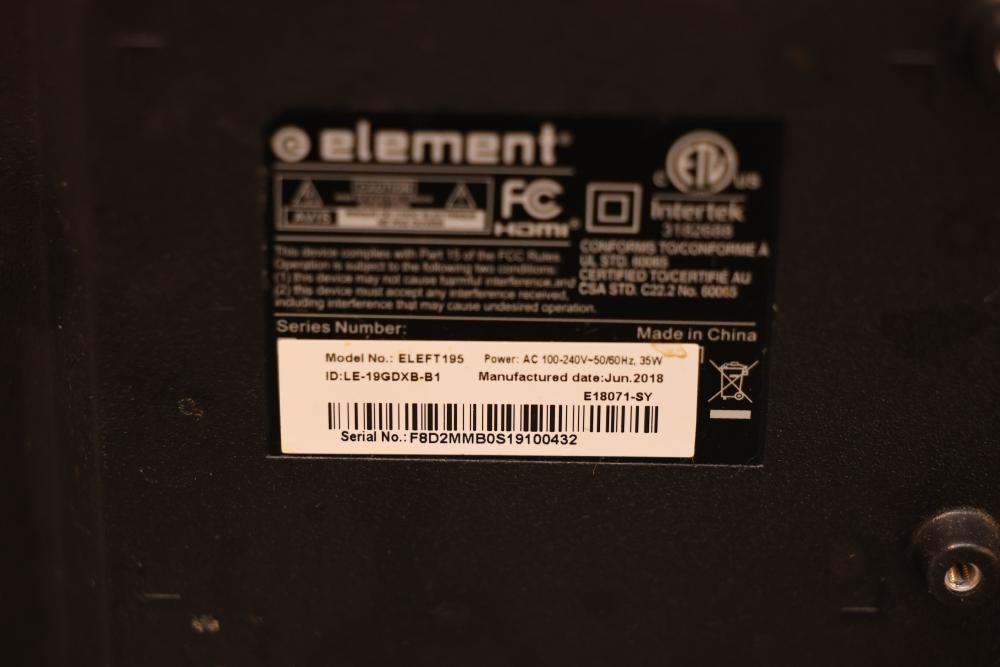 element
CAUTION
AVIS
FC
HDMI
c ETL us
Intertek
3182688
CONFORMS TO/CONFORME À
UL STD. 60065
CERTIFIED TO/CERTIFIÉ AU
CSA STD. C22.2 No. 60065
This device complies with Part 15 of the FCC Rules.
Operation is subject to the following two conditions:
(1) this device may not cause harmful interference,and
(2) this device must accept any interference received,
including interference that may cause undesired operation.
Series Number:
Made in China
Model No.: ELEFT195 Power: AC 100-240V~50/60Hz, 35W
ID:LE-19GDXB-B1 Manufactured date:Jun.2018
E18071-SY
Serial No.: F8D2MMB0S19100432